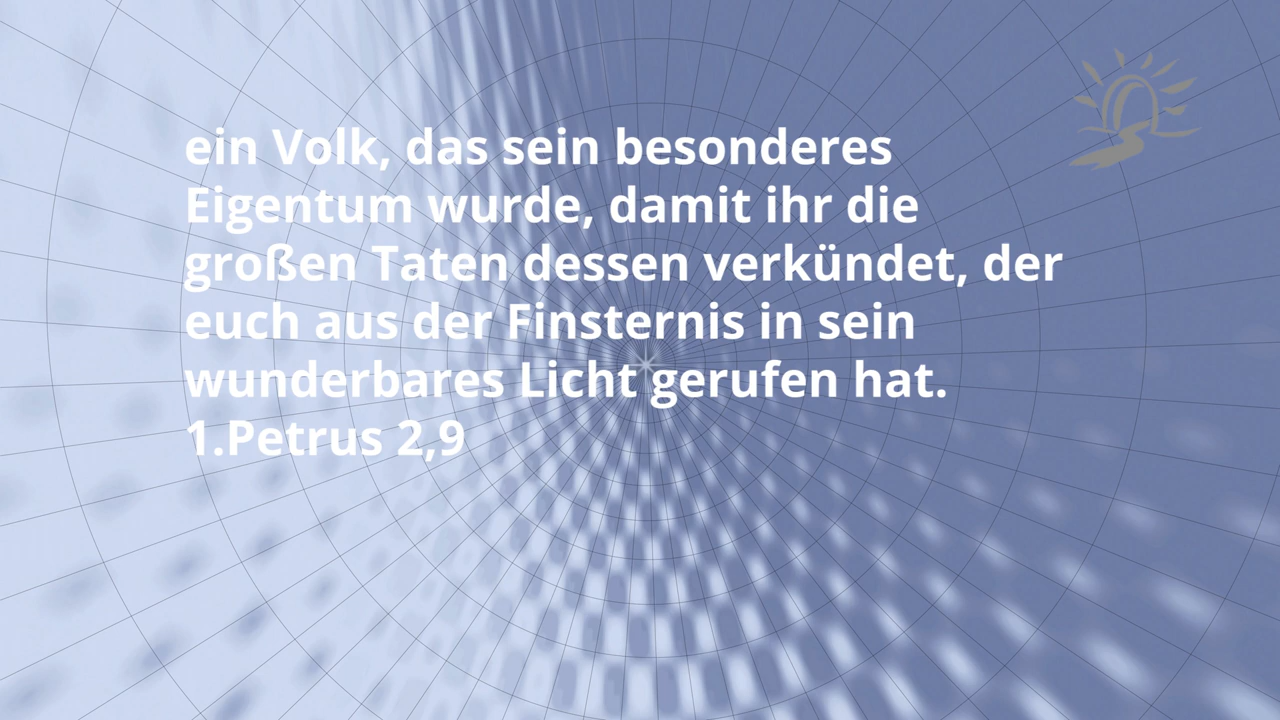 ein Volk, das sein besonderes
Eigentum wurde, damit ihr die
großen Taten dessen verkündet, der
euch aus der Finsternis in sein
wunderbares Licht gerufen hat.
1.Petrus 2,9